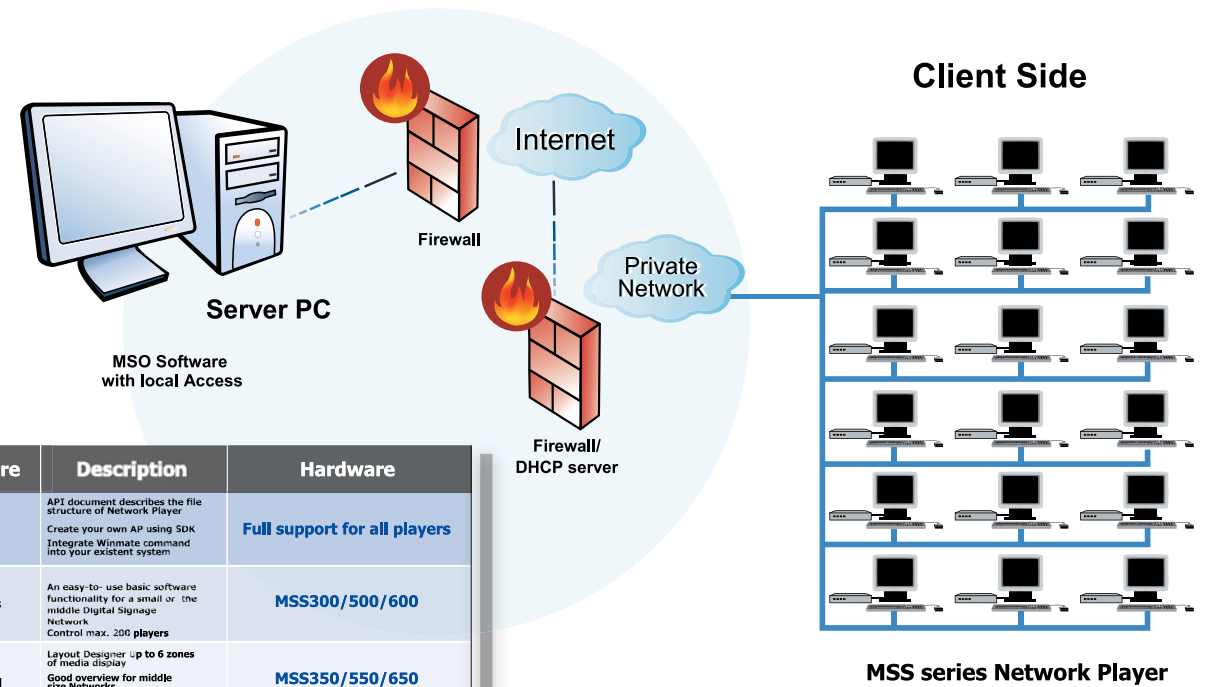 Client Side
Internet
Firewall
Private
Network
Server PC
MSO Software
with local Access
Firewall/
DHCP server
re
Description
Hardware
API document describes the file
structure of Network Player
Create your own AP using SDK
Integrate Winmate command
into your existent system
Full support for all players
s
An easy-to- use basic software
functionality for a small or the
middle Digital Signage
Network
Control max. 200 players
MSS300/500/600
Layout Designer Up to 6 zones
of media display
Good overview for middle
size Networks
MSS350/550/650
MSS series Network Player